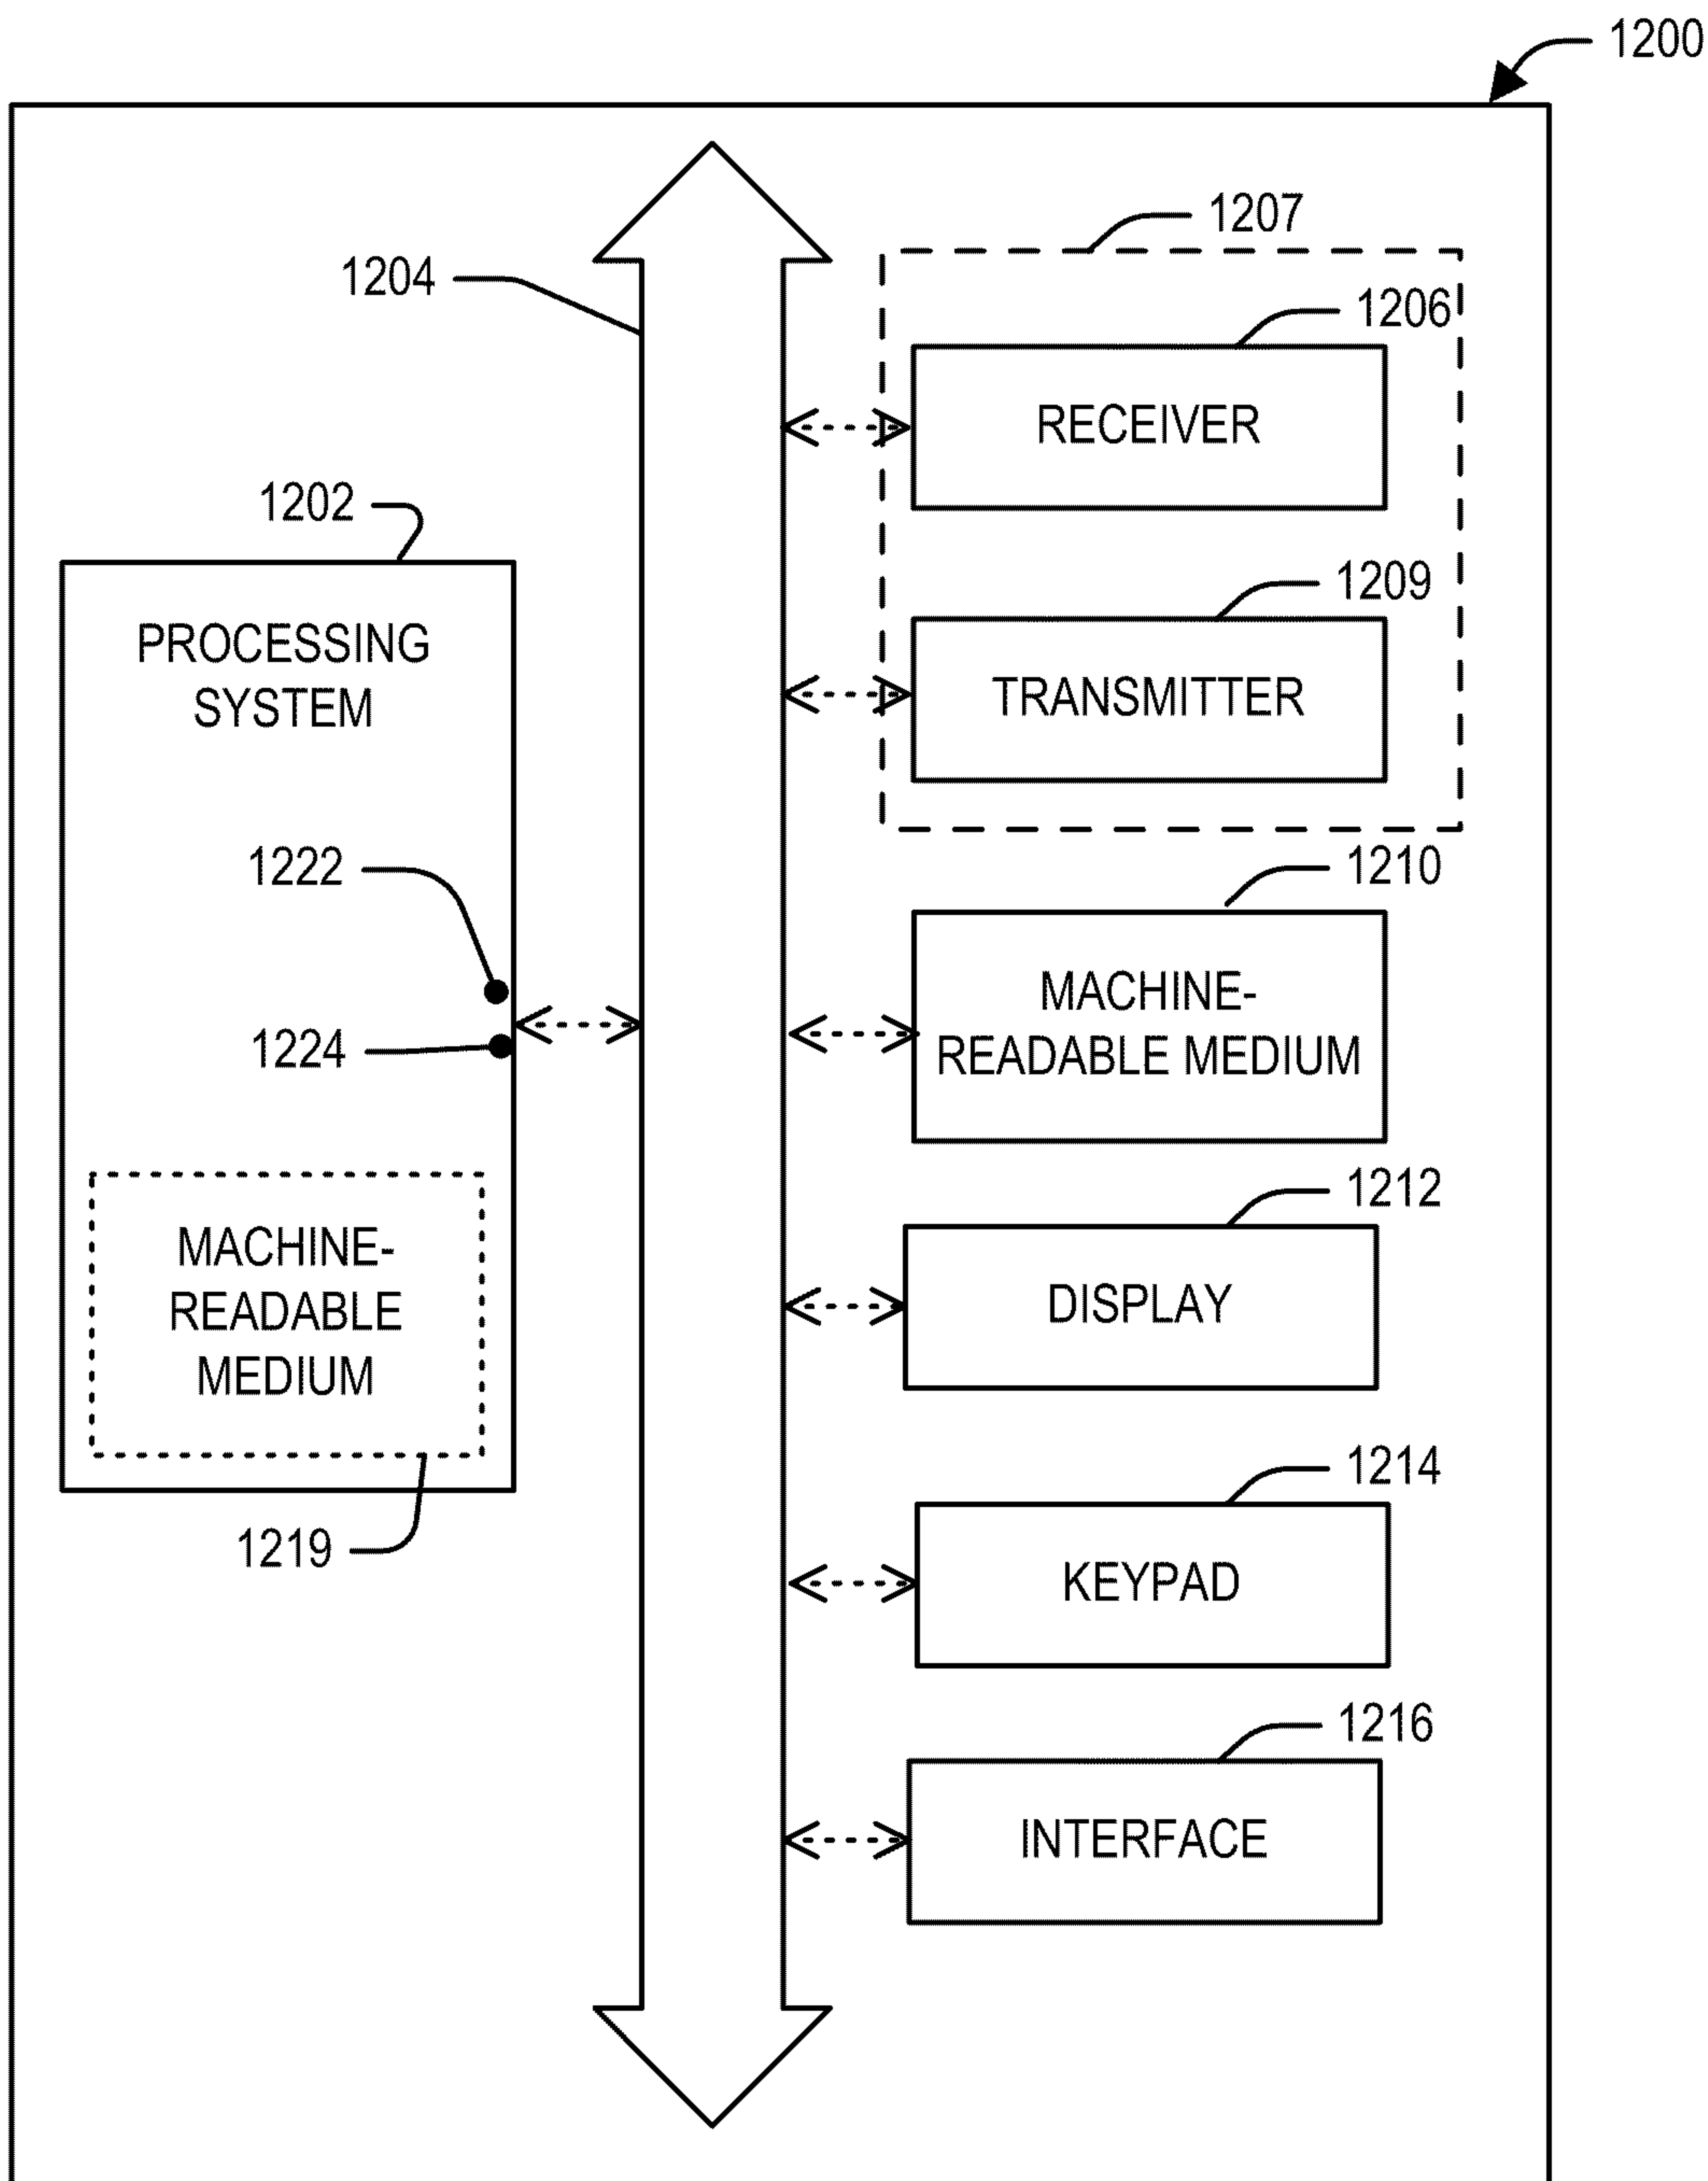 1200
1207
1204
1206
RECEIVER
1202
1209
PROCESSING
SYSTEM
TRANSMITTER
1222
1210
MACHINE-
READABLE MEDIUM
1224
1212
MACHINE-
READABLE
MEDIUM
DISPLAY
1214
1219
KEYPAD
1216
INTERFACE